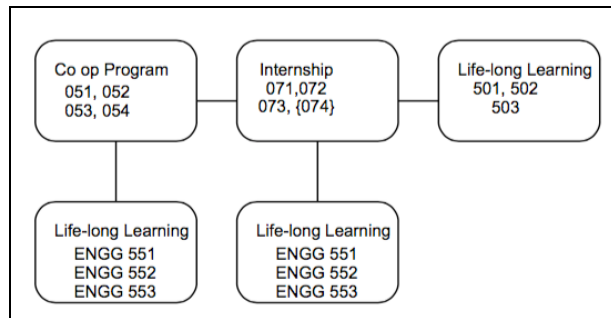 Co op Program
051, 052
053, 054
Internship
071,072
073, {074}
Life-long Learning
501, 502
503
Life-long Learning
ENGG 551
ENGG 552
ENGG 553
Life-long Learning
ENGG 551
ENGG 552
ENGG 553